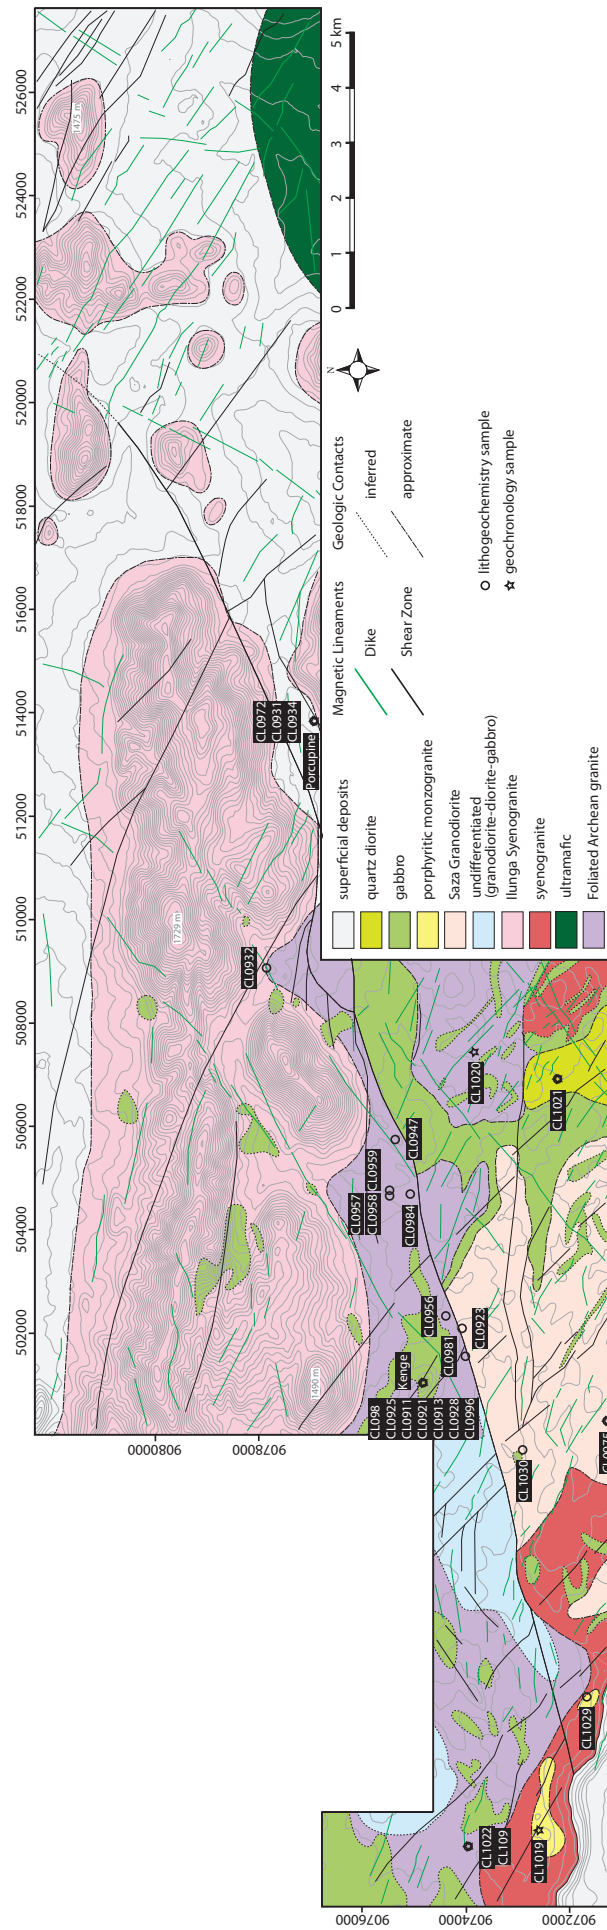 502000
504000
506000
508000
510000
512000
514000
516000
518000
520000
522000
524000
526000
9080000
9078000
9076000
9074000
9072000
1490 m
1729 m
1475 m
CL0932
CL0972
CL0931
CL0934
Porcupine
CL0957
CL0958
CL0959
CL0984
CL0947
CL0956
CL0981
CL0923
Kenge
CL098
CL0925
CL0911
CL0921
CL0913
CL0928
CL0996
CL1030
CL1020
CL1021
CL1022
CL109
CL1019
CL1029
superficial deposits
quartz diorite
gabbro
porphyritic monzogranite
Saza Granodiorite
undifferentiated
(granodiorite-diorite-gabbro)
Ilunga Syenogranite
syenogranite
ultramafic
Foliated Archean granite
Magnetic Lineaments
Dike
Shear Zone
Geologic Contacts
inferred
approximate
lithogeochemistry sample
geochronology sample
N
0 1 2 3 4 5 km